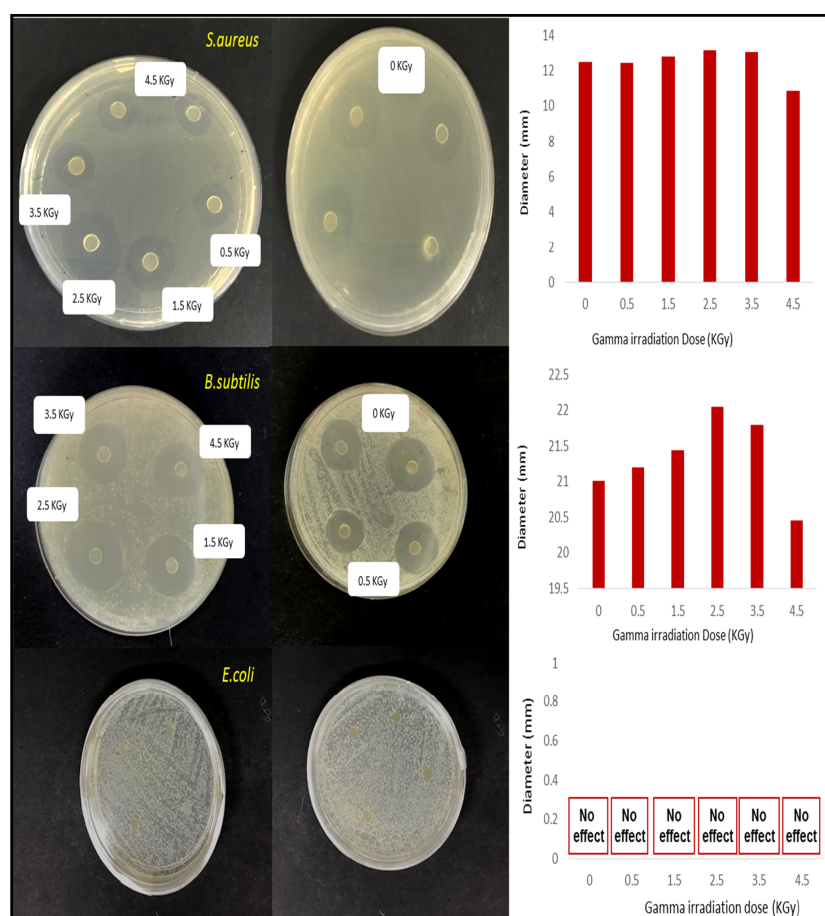 S.aureus
4.5 KGy
3.5 KGy
0.5 KGy
2.5 KGy
1.5 KGy
0 KGy
14
12
10
8
6
4
2
0
Diameter (mm)
0 0.5 1.5 2.5 3.5 4.5
Gamma irradiation Dose (KGy)
B.subtilis
3.5 KGy
4.5 KGy
2.5 KGy
1.5 KGy
0 KGy
0.5 KGy
22.5
22
21.5
21
20.5
20
19.5
Diameter (mm)
0 0.5 1.5 2.5 3.5 4.5
Gamma irradiation Dose (KGy)
E.coli
1
0.8
0.6
0.4
0.2
0
Diameter (mm)
No effect
No effect
No effect
No effect
No effect
No effect
0 0.5 1.5 2.5 3.5 4.5
Gamma irradiation dose (KGy)